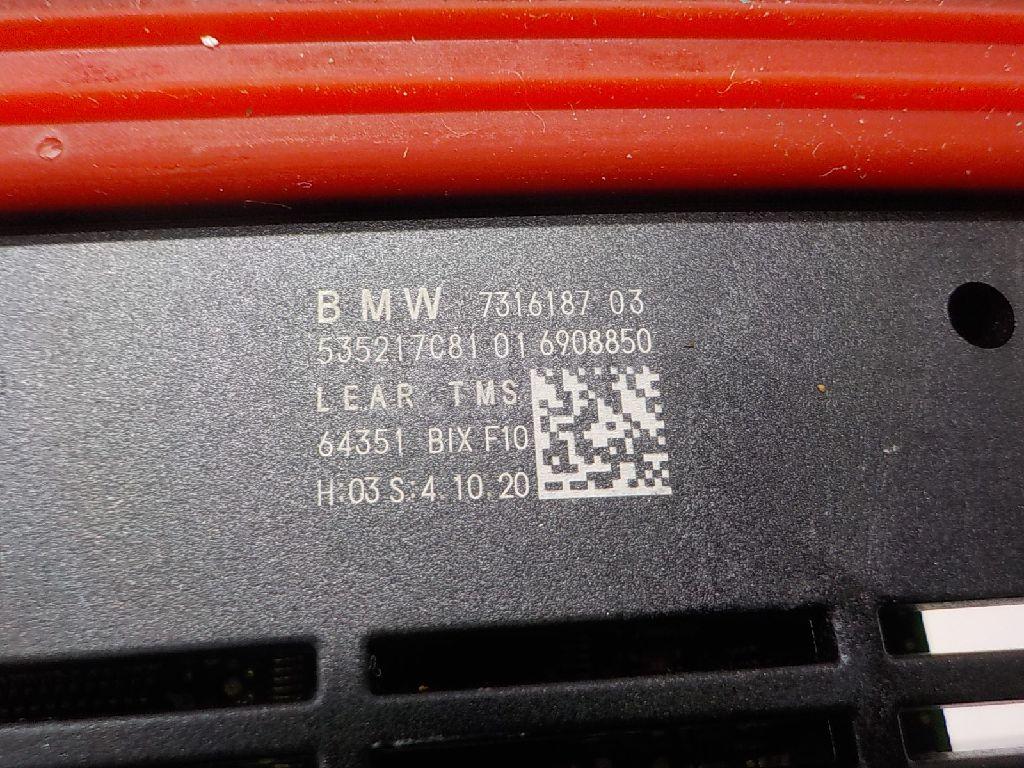 BMW 7316187 03
535217C81 01 6908850
LEAR TMS
64351 BIX F10
H:03 S:4.10.20